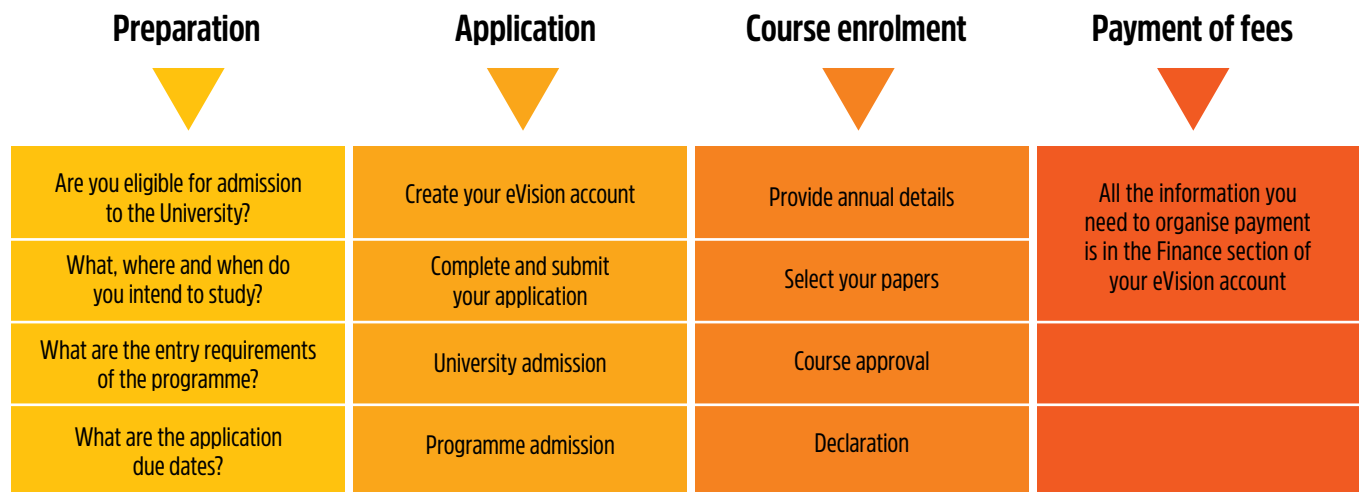 Preparation
Are you eligible for admission
to the University?
What, where and when do
you intend to study?
What are the entry requirements
of the programme?
What are the application
due dates?
Application
Create your eVision account
Complete and submit
your application
University admission
Programme admission
Course enrolment
Provide annual details
Select your papers
Course approval
Declaration
Payment of fees
All the information you
need to organise payment
is in the Finance section of
your eVision account